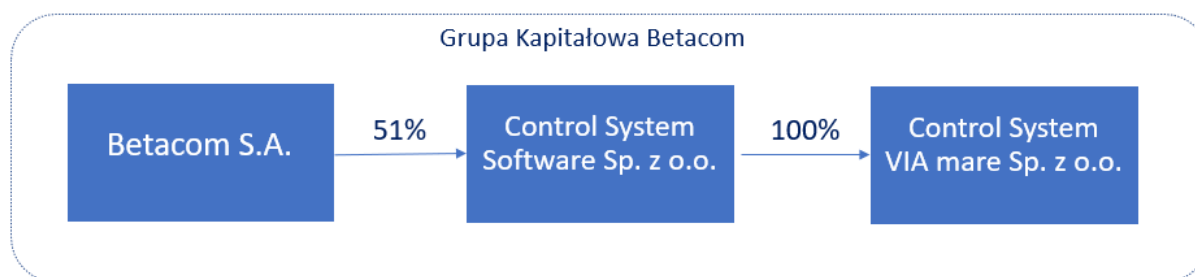 Grupa Kapitałowa Betacom
Betacom S.A.
51%
Control System
Software Sp. z o.o.
100%
Control System
VIA mare Sp. z o.o.